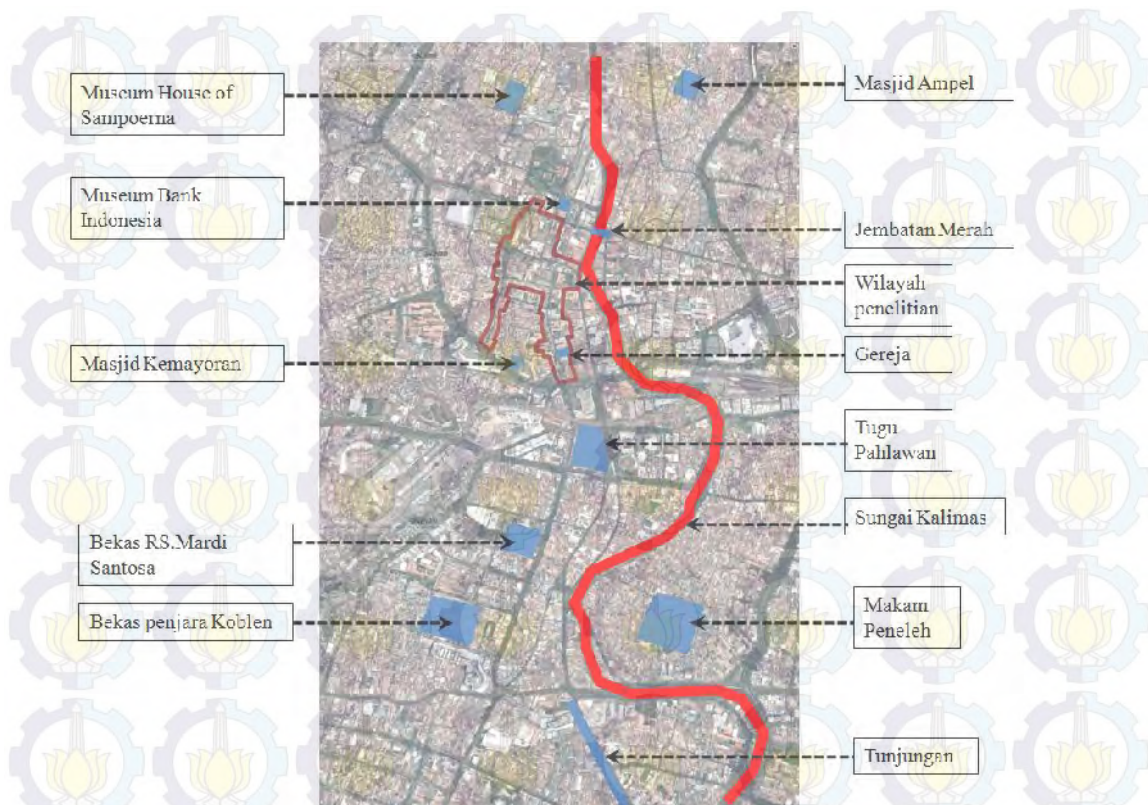 Museum House of
Sampoerna
Museum Bank
Indonesia
Masjid Kemayoran
Bekas RS.Mardi
Santosa
Bekas penjara Koblen
Masjid Ampel
Jembatan Merah
Wilayah
penelitian
Gereja
Tugu
Pahlawan
Sungai Kalimas
Makam
Peneleh
Tunjungan